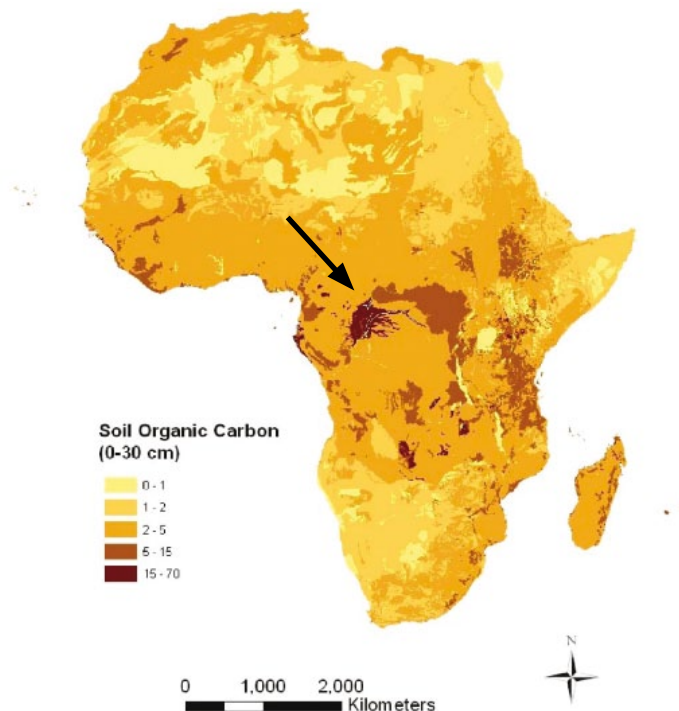 Soil Organic Carbon
(0-30 cm)
0 - 1
1 - 2
2 - 5
5 - 15
15 - 70
N
0 1,000 2,000
Kilometers